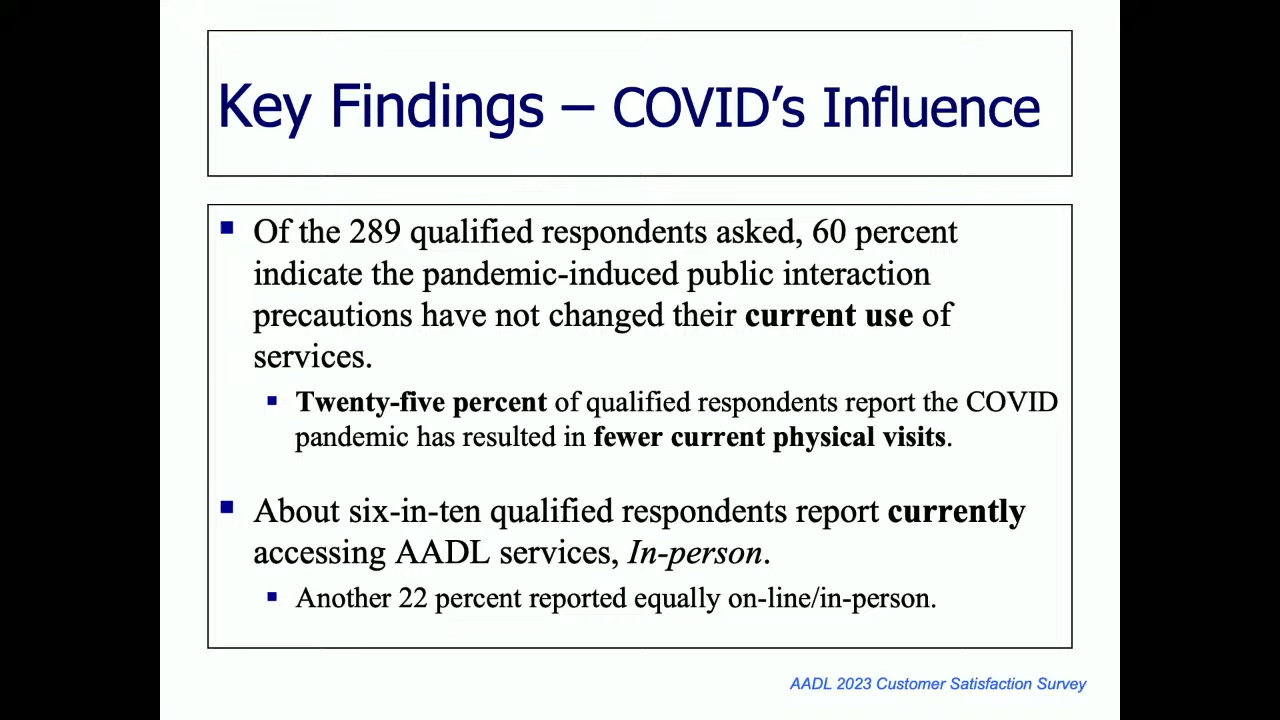 Key Findings – COVID’s Influence
▪ Of the 289 qualified respondents asked, 60 percent
indicate the pandemic-induced public interaction
precautions have not changed their current use of
services.
▪ Twenty-five percent of qualified respondents report the COVID
pandemic has resulted in fewer current physical visits.
▪ About six-in-ten qualified respondents report currently
accessing AADL services, In-person.
▪ Another 22 percent reported equally on-line/in-person.
AADL 2023 Customer Satisfaction Survey